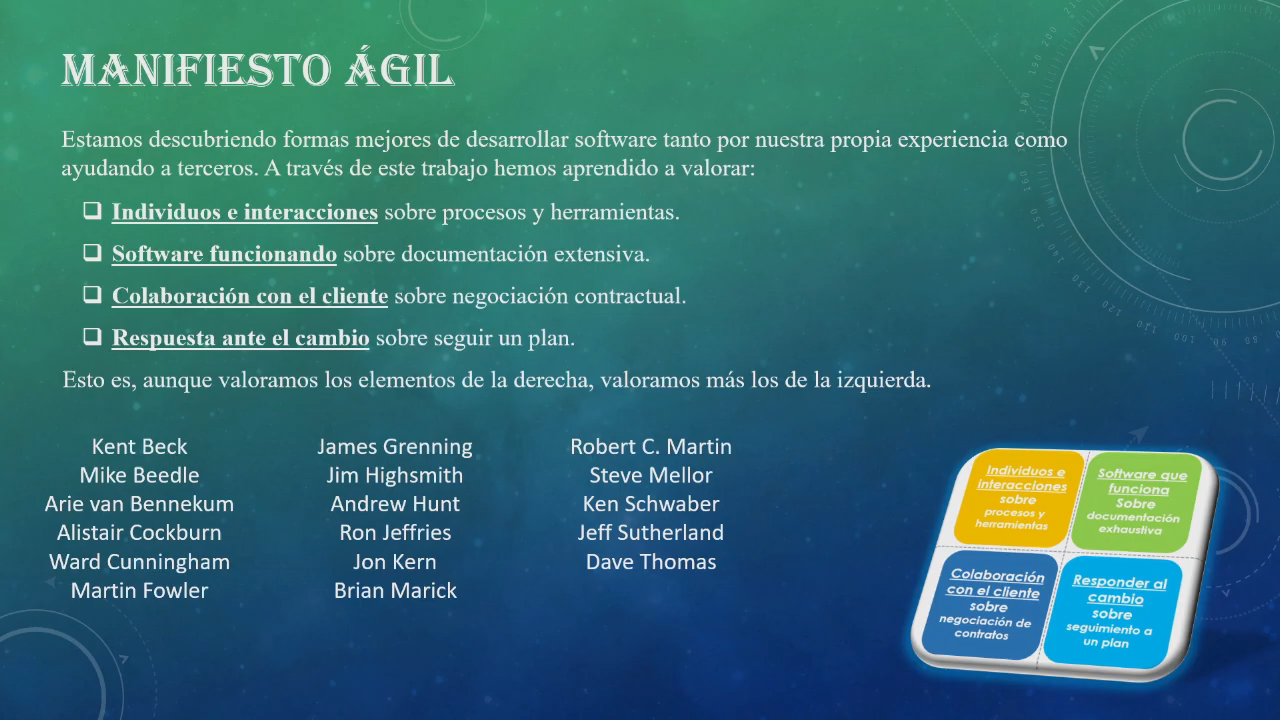 MANIFIESTO ÁGIL
Estamos descubriendo formas mejores de desarrollar software tanto por nuestra propia experiencia como
ayudando a terceros. A través de este trabajo hemos aprendido a valorar:
❑ Individuos e interacciones sobre procesos y herramientas.
❑ Software funcionando sobre documentación extensiva.
❑ Colaboración con el cliente sobre negociación contractual.
❑ Respuesta ante el cambio sobre seguir un plan.
Esto es, aunque valoramos los elementos de la derecha, valoramos más los de la izquierda.
Kent Beck
Mike Beedle
Arie van Bennekum
Alistair Cockburn
Ward Cunningham
Martin Fowler
James Grenning
Jim Highsmith
Andrew Hunt
Ron Jeffries
Jon Kern
Brian Marick
Robert C. Martin
Steve Mellor
Ken Schwaber
Jeff Sutherland
Dave Thomas
Individuos e
interacciones
sobre
procesos y
herramientas
Software que
funciona
Sobre
documentación
exhaustiva
Colaboración
con el cliente
sobre
negociación de
contratos
Responder al
cambio
sobre
seguimiento a
un plan